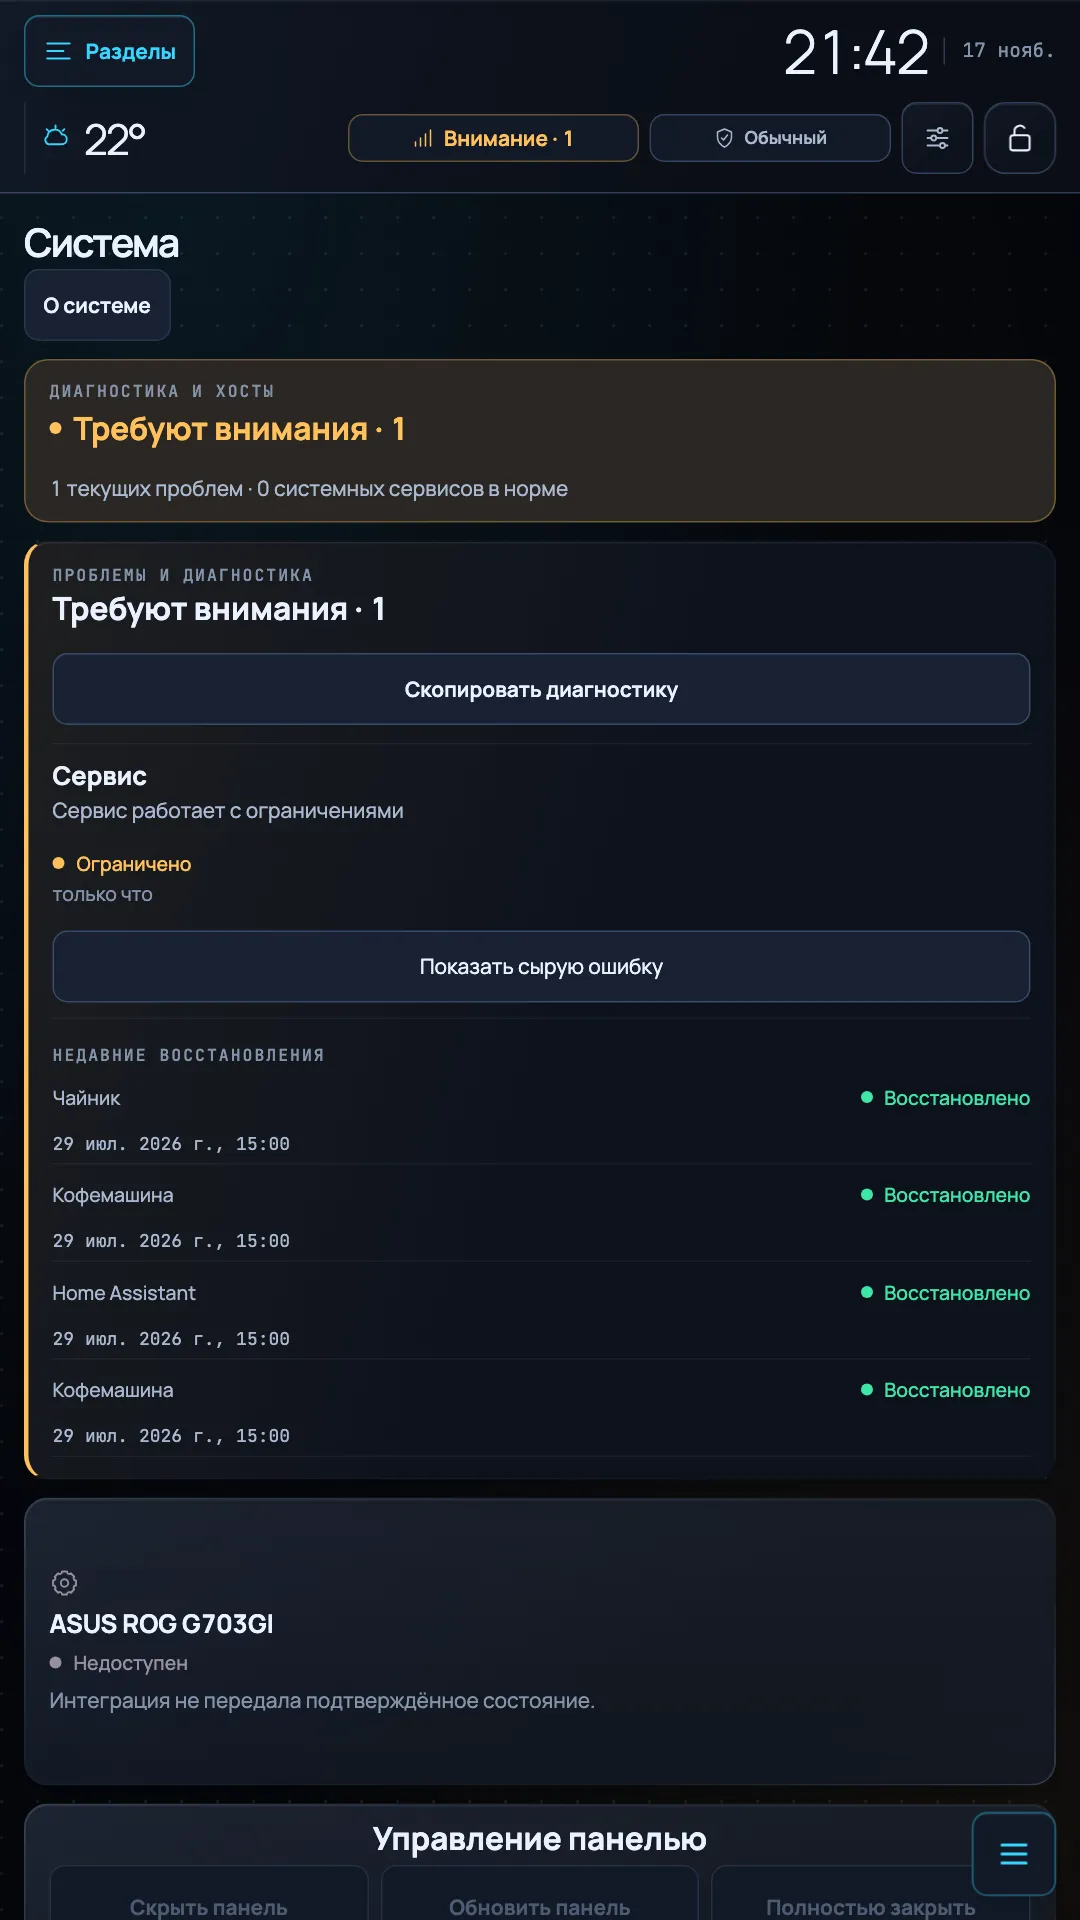 Разделы
21:42
17 нояб.
22°
Внимание · 1
Обычный
Система
О системе
ДИАГНОСТИКА И ХОСТЫ
Требуют внимания · 1
1 текущих проблем · 0 системных сервисов в норме
ПРОБЛЕМЫ И ДИАГНОСТИКА
Требуют внимания · 1
Скопировать диагностику
Сервис
Сервис работает с ограничениями
Ограничено
только что
Показать сырую ошибку
НЕДАВНИЕ ВОССТАНОВЛЕНИЯ
Чайник
Восстановлено
29 июл. 2026 г., 15:00
Кофемашина
Восстановлено
29 июл. 2026 г., 15:00
Home Assistant
Восстановлено
29 июл. 2026 г., 15:00
Кофемашина
Восстановлено
29 июл. 2026 г., 15:00
ASUS ROG G703GI
Недоступен
Интеграция не передала подтверждённое состояние.
Управление панелью
Скрыть панель
Обновить панель
Полностью закрыть